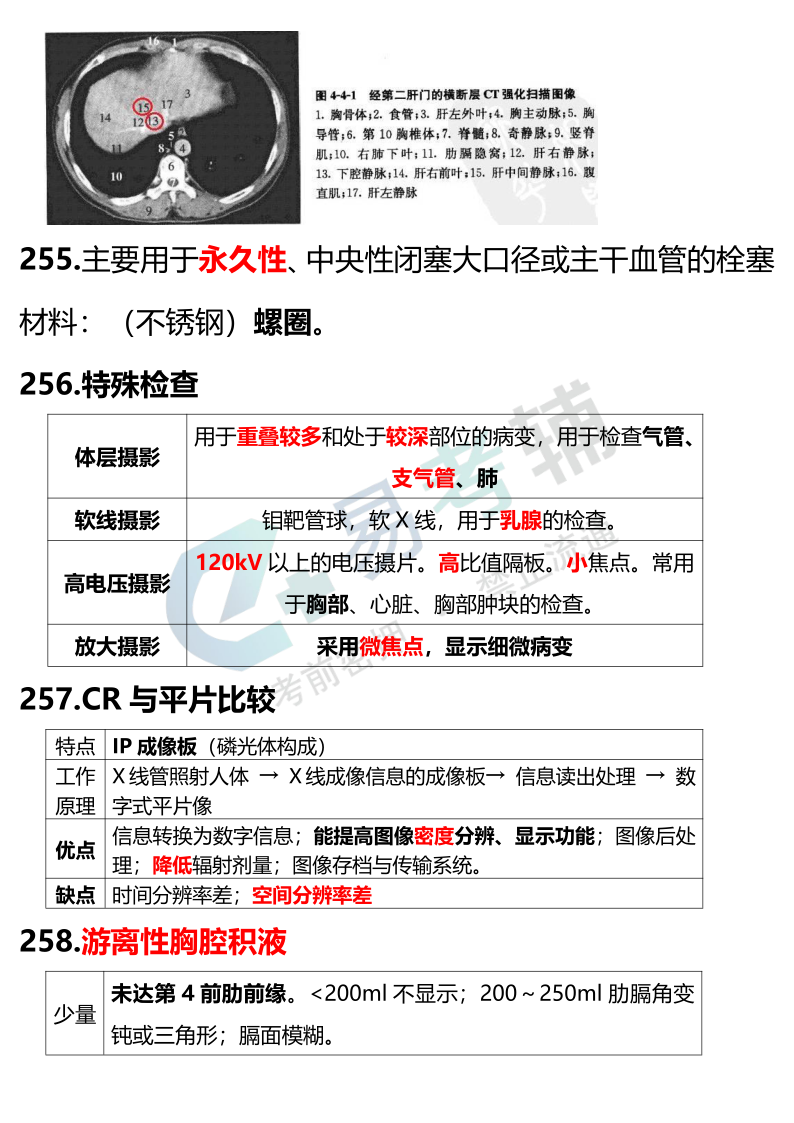 16 1
3
15 17
14
12 13
5
11 8 4
6
10 2
7
9
图 4-4-1 经第二肝门的横断层 CT 强化扫描图像
1. 胸骨体;2. 食管;3. 肝左外叶;4. 胸主动脉;5. 胸
导管;6. 第 10 胸椎体;7. 脊髓;8. 奇静脉;9. 竖脊
肌;10. 右肺下叶;11. 肋膈隐窝;12. 肝右静脉;
13. 下腔静脉;14. 肝右前叶;15. 肝中间静脉;16. 腹
直肌;17. 肝左静脉
255.主要用于永久性、中央性闭塞大口径或主干血管的栓塞
材料：（不锈钢）螺圈。
256.特殊检查
体层摄影 用于重叠较多和处于较深部位的病变，用于检查气管、
支气管、肺
软线摄影 钼靶管球，软 X 线，用于乳腺的检查。
高电压摄影 120kV 以上的电压摄片。高比值隔板。小焦点。常用
于胸部、心脏、胸部肿块的检查。
放大摄影 采用微焦点，显示细微病变
易考辅
禁止流通
考前密押
257.CR 与平片比较
特点 IP 成像板（磷光体构成）
工作原理 X 线管照射人体 → X 线成像信息的成像板→ 信息读出处理 → 数
字式平片像
优点 信息转换为数字信息；能提高图像密度分辨、显示功能；图像后处
理；降低辐射剂量；图像存档与传输系统。
缺点 时间分辨率差；空间分辨率差
258.游离性胸腔积液
少量 未达第 4 前肋前缘。<200ml 不显示；200～250ml 肋膈角变
钝或三角形；膈面模糊。